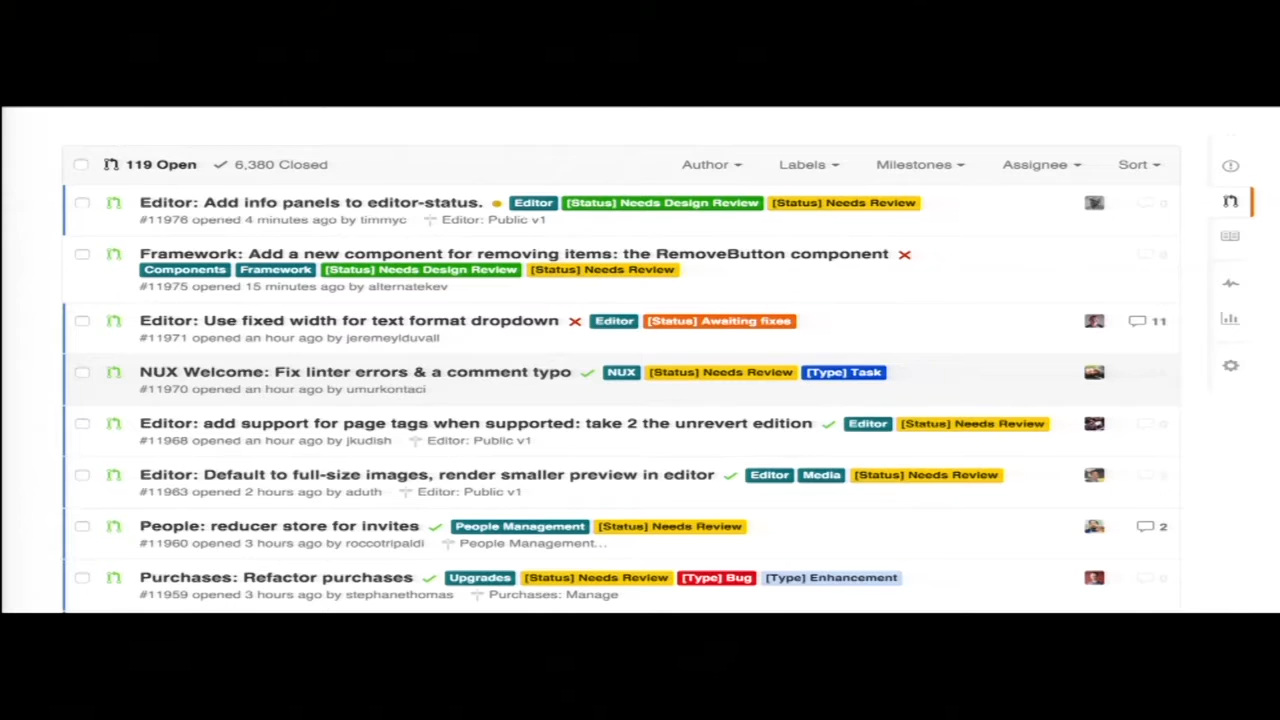 119 Open 6,380 Closed Author Labels Milestones Assignee Sort
Editor: Add info panels to editor-status. Editor [Status] Needs Design Review [Status] Needs Review
#11976 opened 4 minutes ago by timmyc Editor: Public v1
Framework: Add a new component for removing items: the RemoveButton component
Components Framework [Status] Needs Design Review [Status] Needs Review
#11975 opened 15 minutes ago by alternatekev
Editor: Use fixed width for text format dropdown Editor [Status] Awaiting fixes 11
#11971 opened an hour ago by jeremeylduvall
NUX Welcome: Fix linter errors & a comment typo NUX [Status] Needs Review [Type] Task
#11970 opened an hour ago by umurkontaci
Editor: add support for page tags when supported: take 2 the unrevert edition Editor [Status] Needs Review 0
#11968 opened an hour ago by jkudish Editor: Public v1
Editor: Default to full-size images, render smaller preview in editor Editor Media [Status] Needs Review
#11963 opened 2 hours ago by aduth Editor: Public v1
People: reducer store for invites People Management [Status] Needs Review 2
#11960 opened 3 hours ago by roccotripaldi People Management...
Purchases: Refactor purchases Upgrades [Status] Needs Review [Type] Bug [Type] Enhancement 0
#11959 opened 3 hours ago by stephanethomas Purchases: Manage